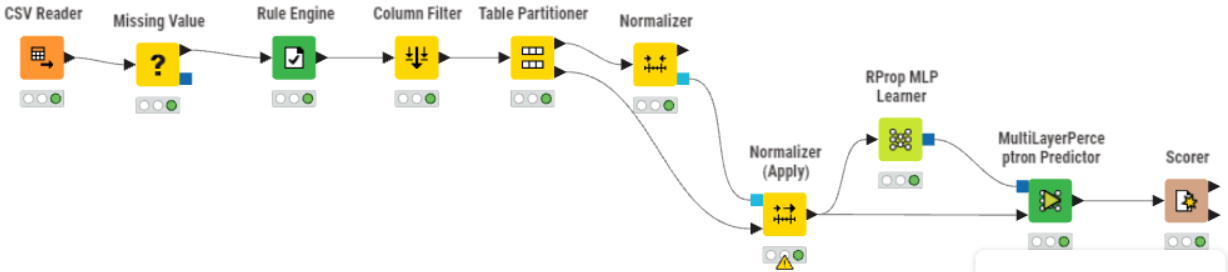 CSV Reader
Missing Value
Rule Engine
Column Filter
Table Partitioner
Normalizer
RProp MLP
Learner
Normalizer
(Apply)
MultiLayerPerce
ptron Predictor
Scorer
?